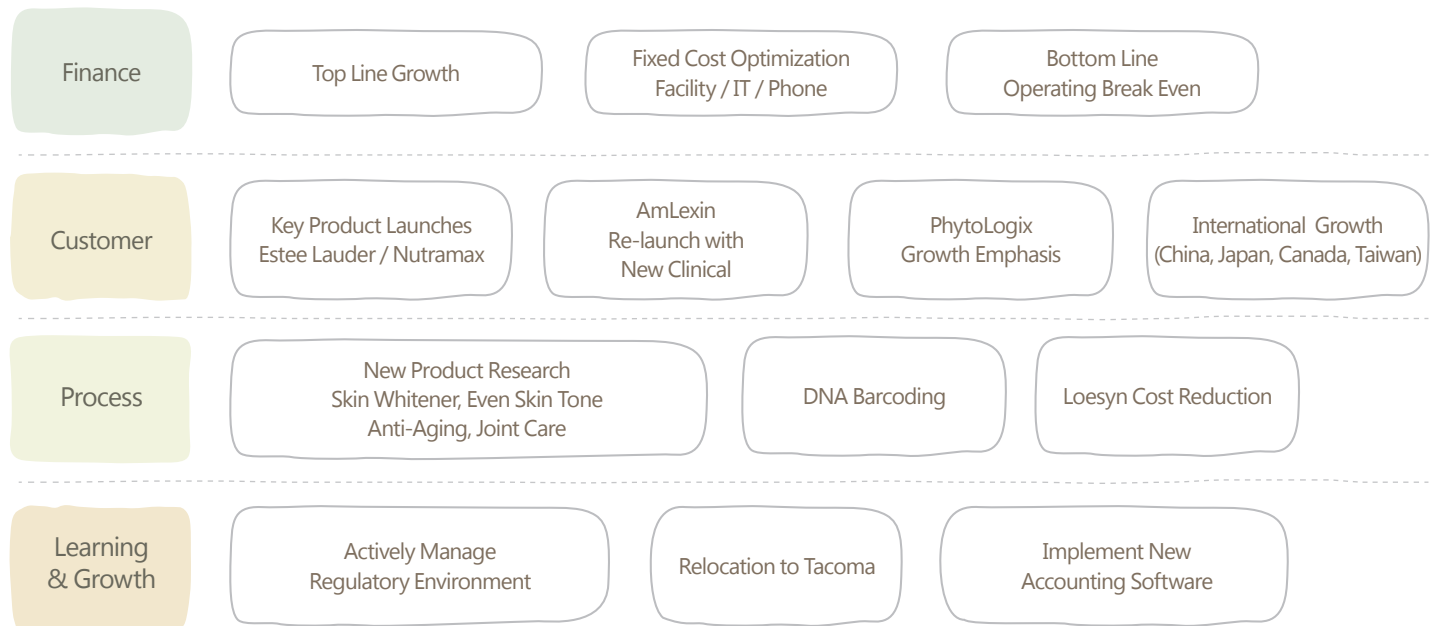 Finance
Top Line Growth
Fixed Cost Optimization
Facility / IT / Phone
Bottom Line
Operating Break Even
Customer
Key Product Launches
Estee Lauder / Nutramax
AmLexin
Re-launch with
New Clinical
PhytoLogix
Growth Emphasis
International Growth
(China, Japan, Canada, Taiwan)
Process
New Product Research
Skin Whitener, Even Skin Tone
Anti-Aging, Joint Care
DNA Barcoding
Loesyn Cost Reduction
Learning
& Growth
Actively Manage
Regulatory Environment
Relocation to Tacoma
Implement New
Accounting Software